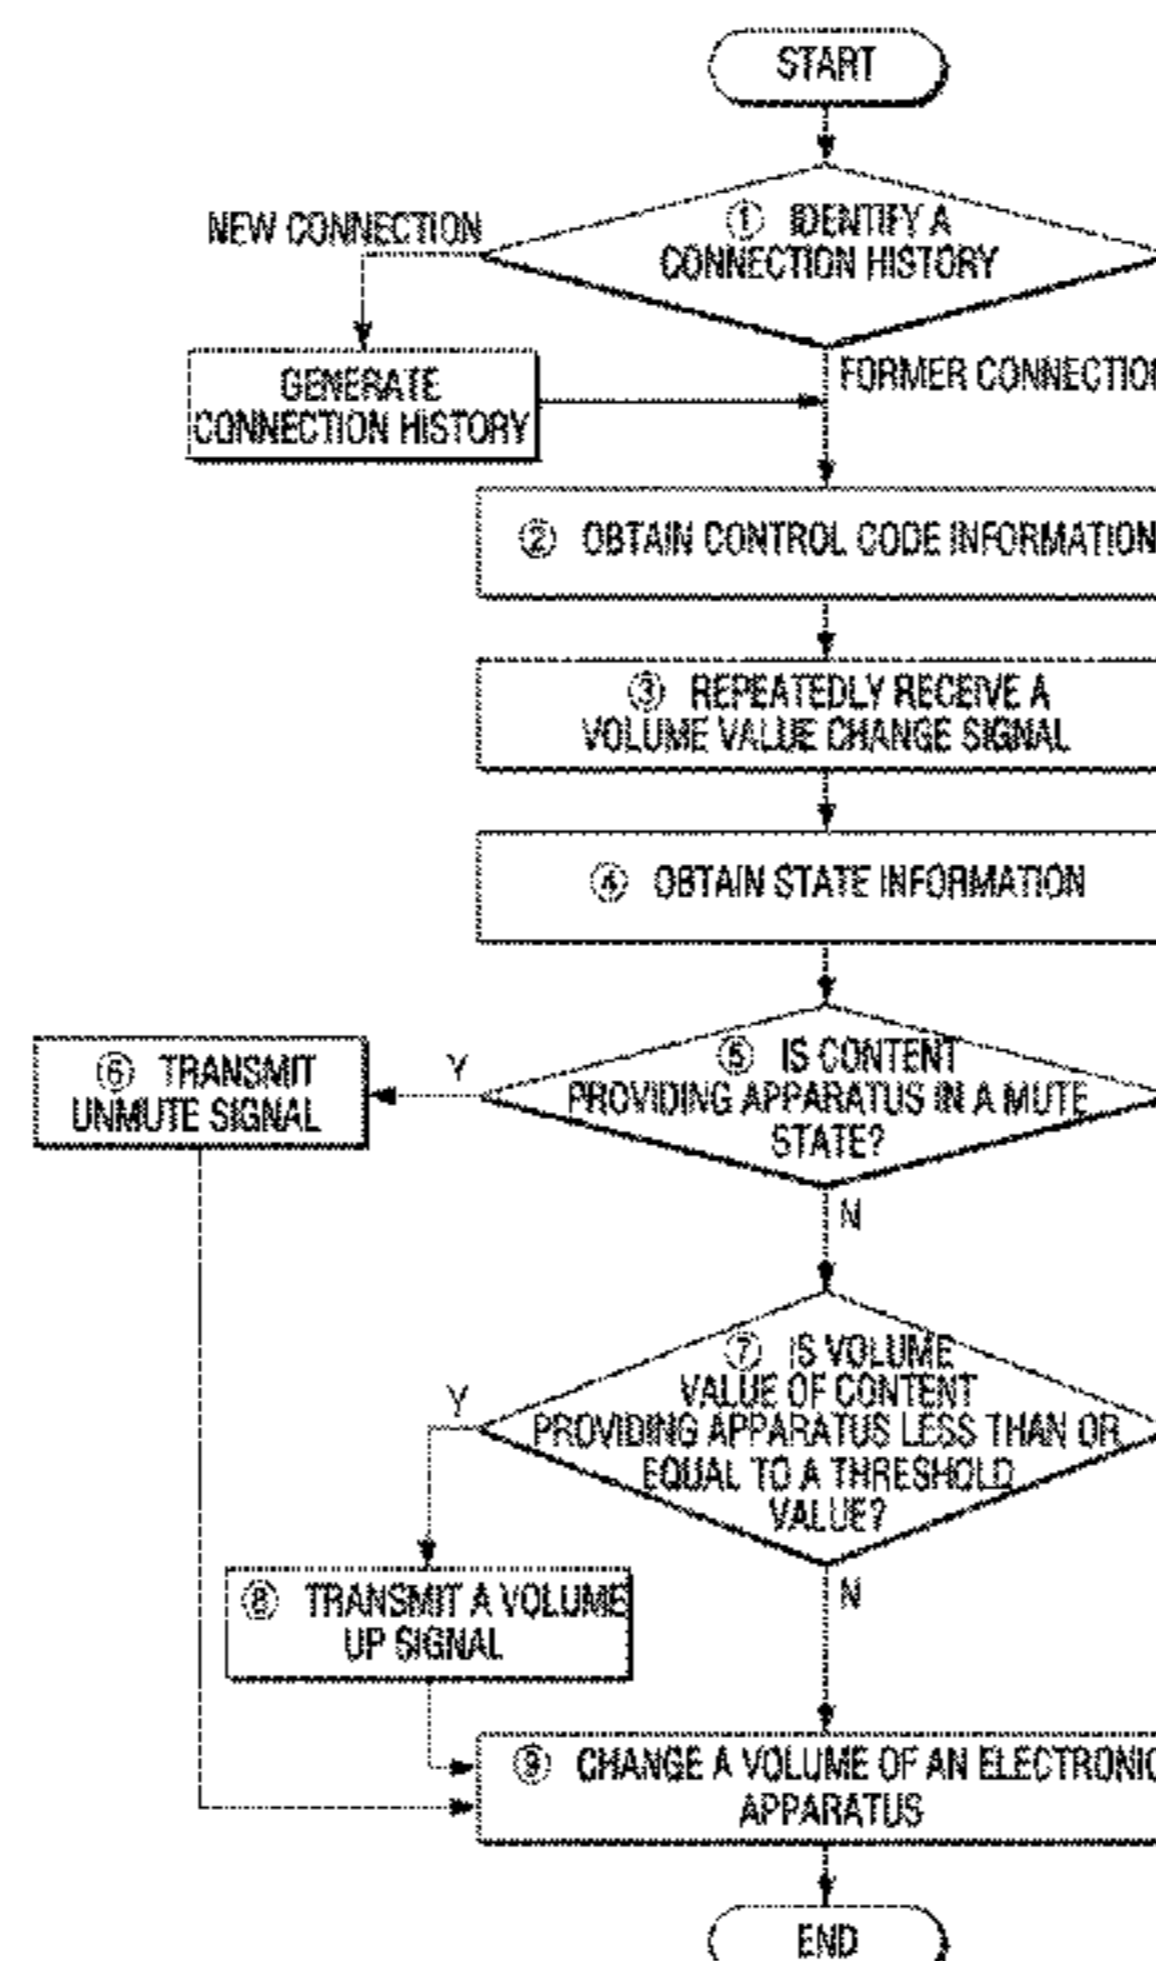 START
① IDENTIFY A
CONNECTION HISTORY
NEW CONNECTION
FORMER CONNECTION
GENERATE
CONNECTION HISTORY
② OBTAIN CONTROL CODE INFORMATION
③ REPEATEDLY RECEIVE A
VOLUME VALUE CHANGE SIGNAL
④ OBTAIN STATE INFORMATION
⑤ IS CONTENT
PROVIDING APPARATUS IN A MUTE
STATE?
Y
⑥ TRANSMIT
UNMUTE SIGNAL
N
⑦ IS VOLUME
VALUE OF CONTENT
PROVIDING APPARATUS LESS THAN OR
EQUAL TO A THRESHOLD
VALUE?
Y
⑧ TRANSMIT A VOLUME
UP SIGNAL
N
⑨ CHANGE A VOLUME OF AN ELECTRONIC
APPARATUS
END